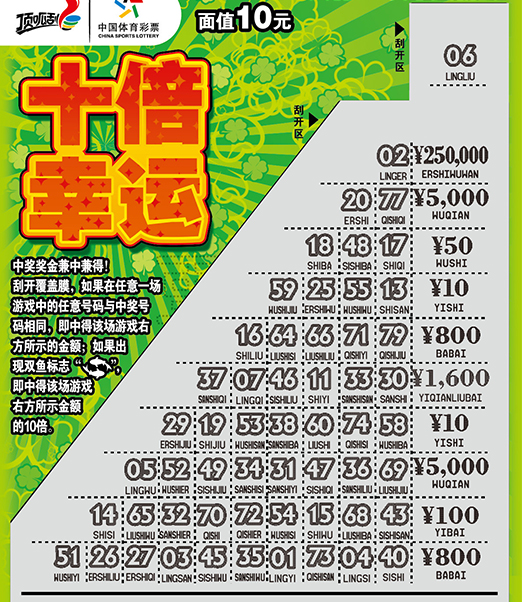 顶呱刮
中国体育彩票
CHINA SPORTS LOTTERY
面值10元
刮开区
06
LINGLIU
刮开区
十倍
幸运
中奖奖金兼中兼得！
刮开覆盖膜，如果在任意一场
游戏中的任意号码与中奖号
码相同，即中得该场游戏右
方所示的金额；如果出
现双鱼标志“ ”，
即中得该场游戏
右方所示金额
的10倍。
02 ¥250,000
LINGER ERSHIWUWAN
20 77 ¥5,000
ERSHI QISHIQI WUQIAN
18 48 17 ¥50
SHIBA SISHIBA SHIQI WUSHI
59 25 55 13 ¥10
WUSHIJIU ERSHIWU WUSHIWU SHISAN YISHI
16 64 66 71 79 ¥800
SHILIU LIUSHISI LIUSHILIU QISHIYI QISHIJIU BABAI
37 07 46 11 33 30 ¥1,600
SANSHIQI LINGQI SISHILIU SHIYI SANSHISAN SANSHI YIQIANLIUBAI
29 19 53 38 60 74 58 ¥10
ERSHIJIU SHIJIU WUSHISAN SANSHIBA LIUSHI QISHISI WUSHIBA YISHI
05 52 49 34 31 47 36 69 ¥5,000
LINGWU WUSHIER SISHIJIU SANSHISI SANSHIYI SISHIQI SANSHILIU LIUSHIJIU WUQIAN
14 65 32 70 72 54 15 68 43 ¥100
SHISI LIUSHIWU SANSHIER QISHI QISHIER WUSHISI SHIWU LIUSHIBA SISHISAN YIBAI
51 26 27 03 45 35 01 73 04 40 ¥800
WUSHIYI ERSHILIU ERSHIQI LINGSAN SISHIWU SANSHIWU LINGYI QISHISAN LINGSI SISHI BABAI